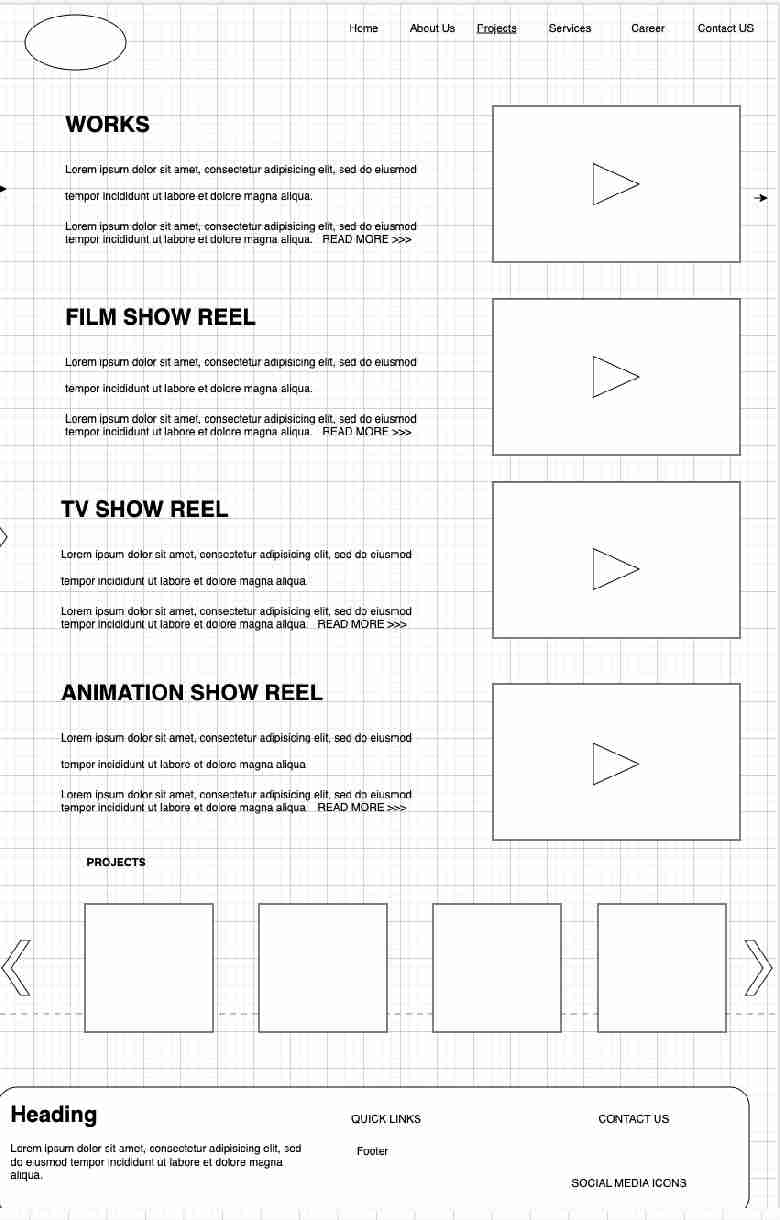 Home About Us Projects Services Career Contact US
WORKS
Lorem ipsum dolor sit amet, consectetur adipisicing elit, sed do eiusmod
tempor incididunt ut labore et dolore magna aliqua.
Lorem ipsum dolor sit amet, consectetur adipisicing elit, sed do eiusmod
tempor incididunt ut labore et dolore magna aliqua. READ MORE >>>
FILM SHOW REEL
Lorem ipsum dolor sit amet, consectetur adipisicing elit, sed do eiusmod
tempor incididunt ut labore et dolore magna aliqua.
Lorem ipsum dolor sit amet, consectetur adipisicing elit, sed do eiusmod
tempor incididunt ut labore et dolore magna aliqua. READ MORE >>>
TV SHOW REEL
Lorem ipsum dolor sit amet, consectetur adipisicing elit, sed do eiusmod
tempor incididunt ut labore et dolore magna aliqua.
Lorem ipsum dolor sit amet, consectetur adipisicing elit, sed do eiusmod
tempor incididunt ut labore et dolore magna aliqua. READ MORE >>>
ANIMATION SHOW REEL
Lorem ipsum dolor sit amet, consectetur adipisicing elit, sed do eiusmod
tempor incididunt ut labore et dolore magna aliqua.
Lorem ipsum dolor sit amet, consectetur adipisicing elit, sed do eiusmod
tempor incididunt ut labore et dolore magna aliqua. READ MORE >>>
PROJECTS
Heading
Lorem ipsum dolor sit amet, consectetur adipisicing elit, sed
do eiusmod tempor incididunt ut labore et dolore magna
aliqua.
QUICK LINKS
Footer
CONTACT US
SOCIAL MEDIA ICONS